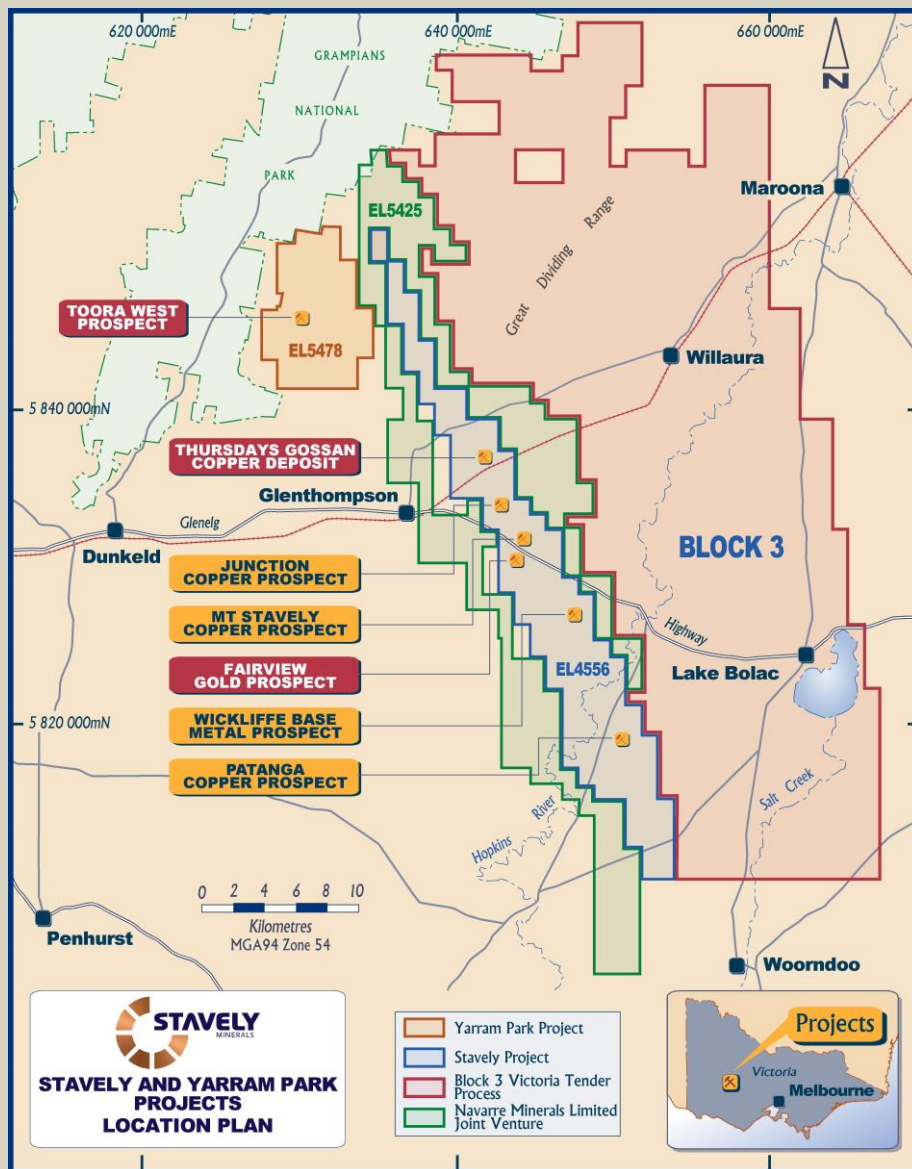 620 000mE
640 000mE
660 000mE
GRAMPIANS
NATIONAL
PARK
N
Maroona
EL5425
Great Dividing Range
TOORA WEST
PROSPECT
EL5478
Willaura
5 840 000mN
THURSDAYS GOSSAN
COPPER DEPOSIT
Glenthompson
Glenelg
Dunkeld
BLOCK 3
JUNCTION
COPPER PROSPECT
MT STAVELY
COPPER PROSPECT
Highway
FAIRVIEW
GOLD PROSPECT
EL4556
Lake Bolac
WICKLIFFE BASE
METAL PROSPECT
5 820 000mN
PATANGA
COPPER PROSPECT
Salt Creek
Hopkins River
0 2 4 6 8 10
Kilometres
MGA94 Zone 54
Penhurst
Woorndoo
STAVELY
MINERALS
STAVELY AND YARRAM PARK
PROJECTS
LOCATION PLAN
Yarram Park Project
Stavely Project
Block 3 Victoria Tender
Process
Navarre Minerals Limited
Joint Venture
Projects
Victoria
Melbourne